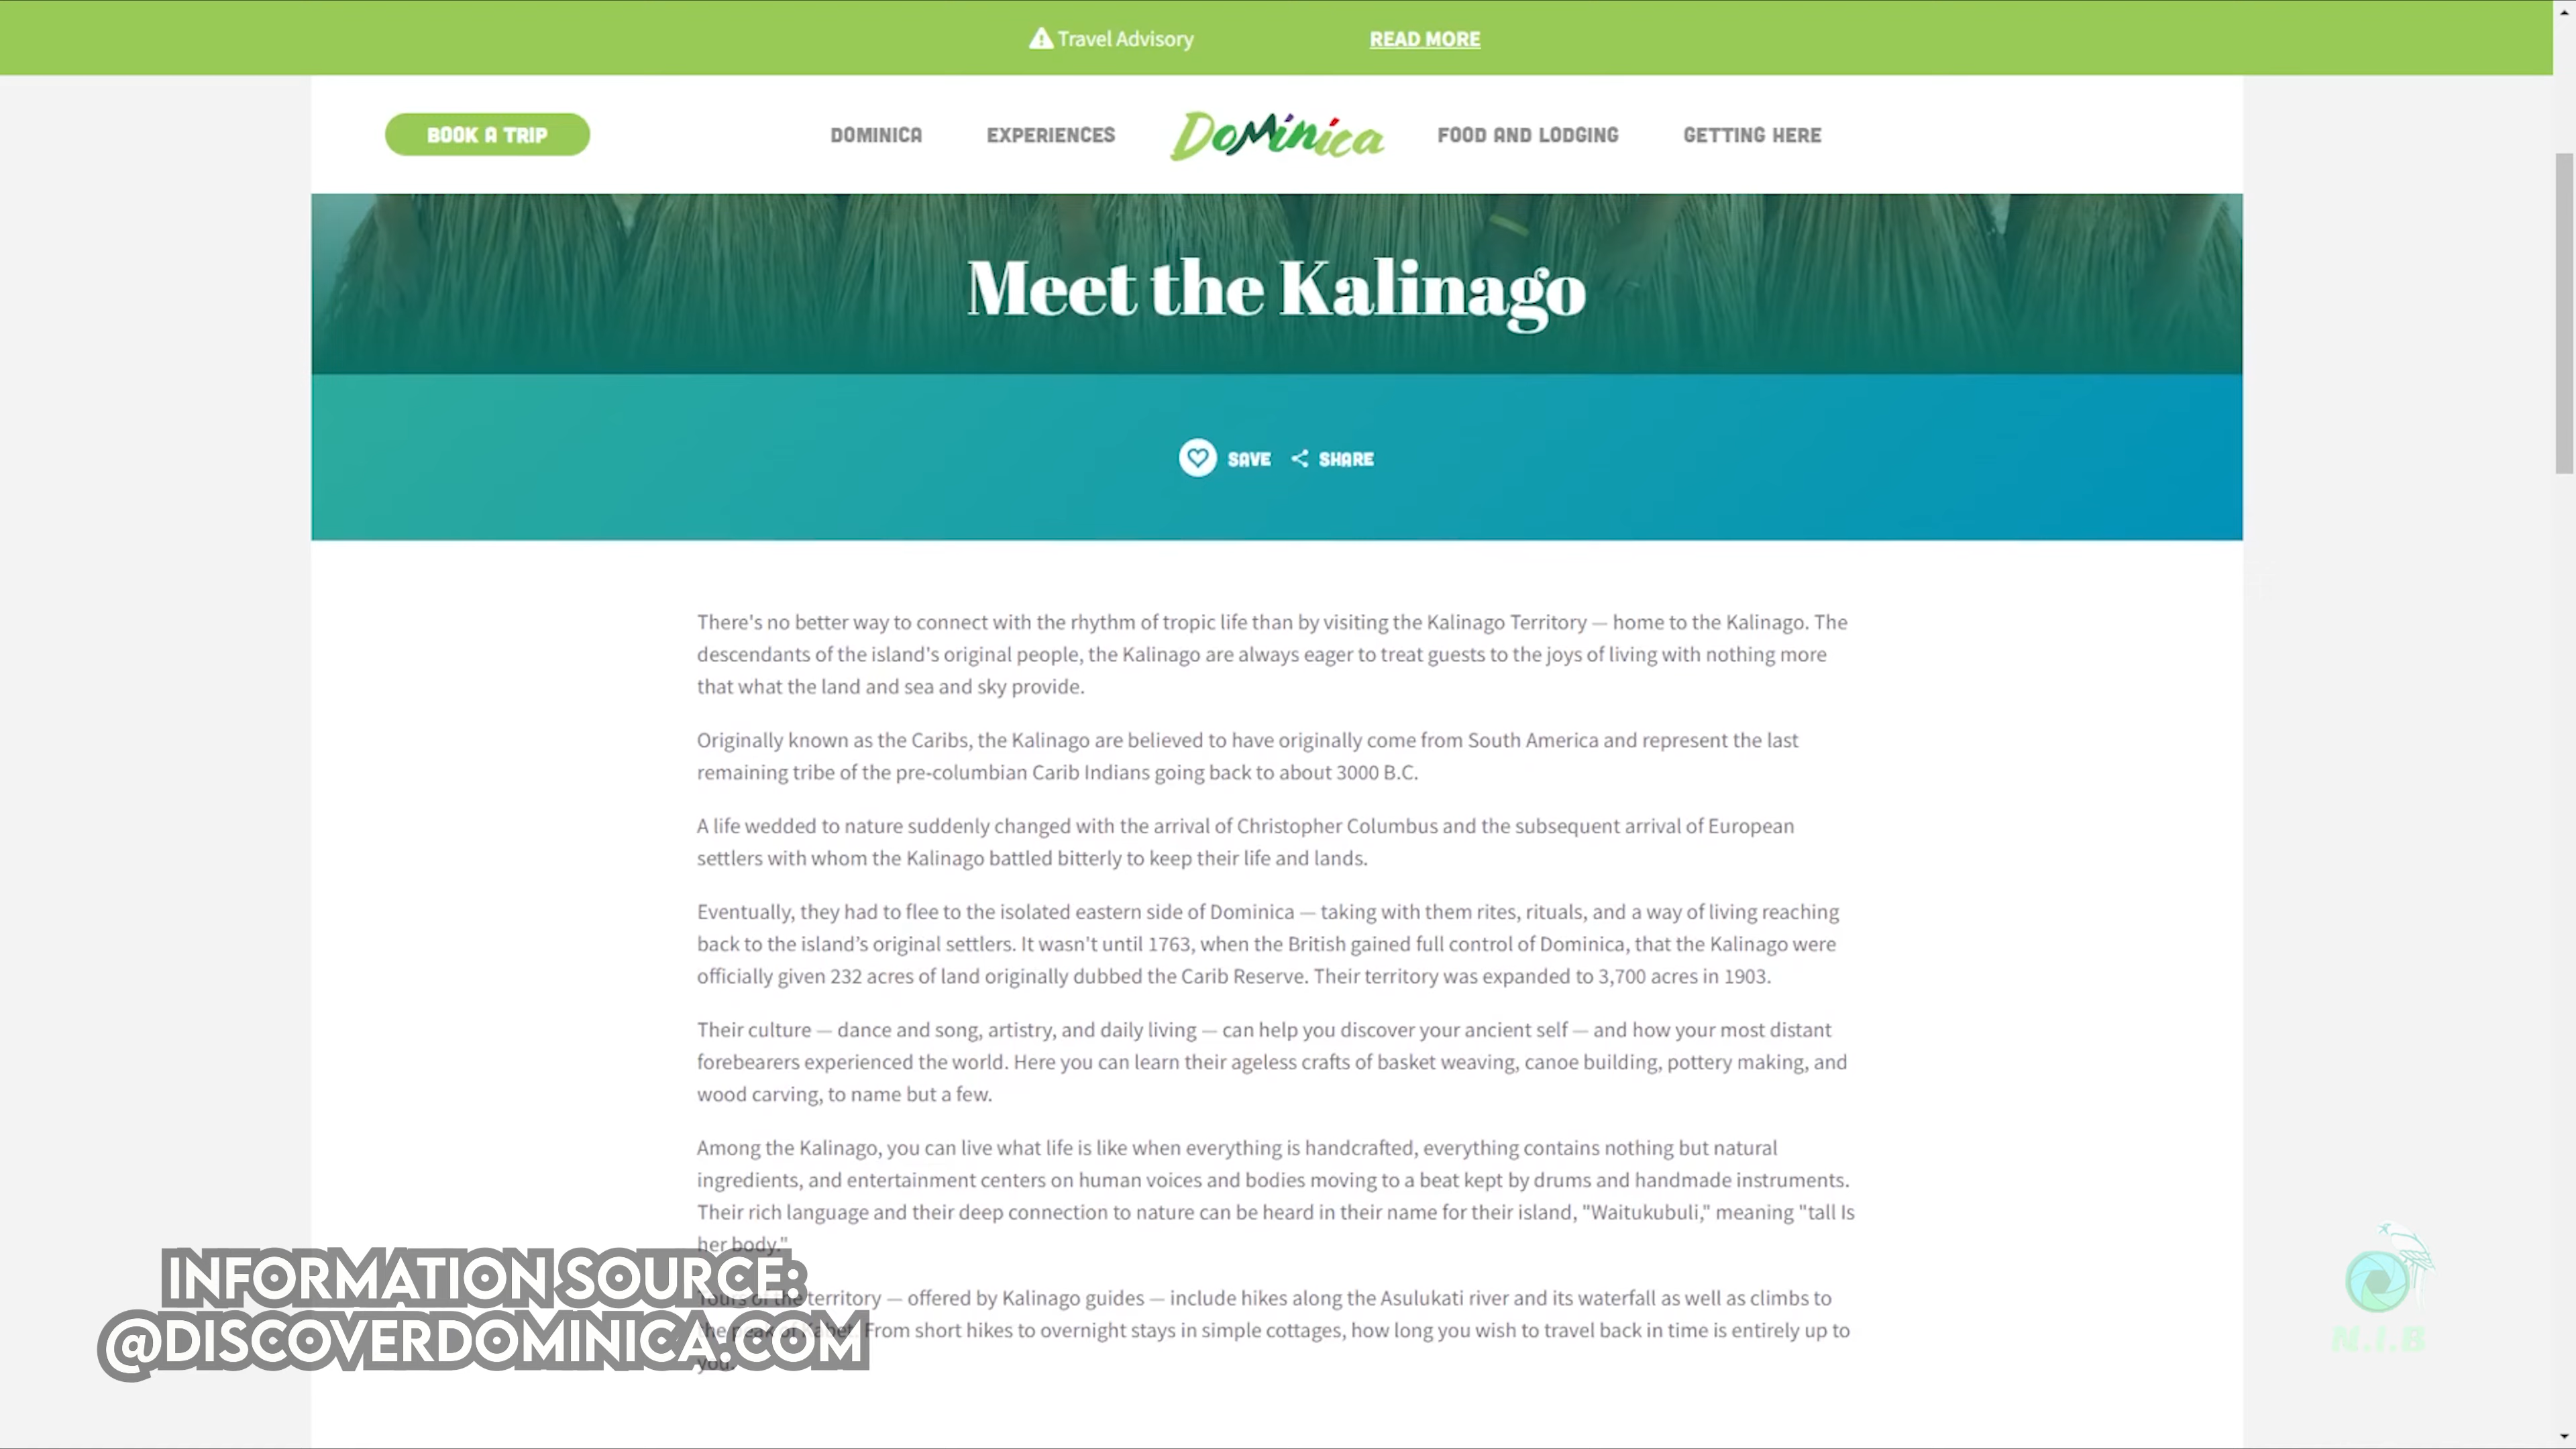 Travel Advisory READ MORE
BOOK A TRIP DOMINICA EXPERIENCES Dominica FOOD AND LODGING GETTING HERE
Meet the Kalinago
SAVE SHARE
There's no better way to connect with the rhythm of tropic life than by visiting the Kalinago Territory — home to the Kalinago. The
descendants of the island's original people, the Kalinago are always eager to treat guests to the joys of living with nothing more
that what the land and sea and sky provide.
Originally known as the Caribs, the Kalinago are believed to have originally come from South America and represent the last
remaining tribe of the pre-columbian Carib Indians going back to about 3000 B.C.
A life wedded to nature suddenly changed with the arrival of Christopher Columbus and the subsequent arrival of European
settlers with whom the Kalinago battled bitterly to keep their life and lands.
Eventually, they had to flee to the isolated eastern side of Dominica — taking with them rites, rituals, and a way of living reaching
back to the island’s original settlers. It wasn't until 1763, when the British gained full control of Dominica, that the Kalinago were
officially given 232 acres of land originally dubbed the Carib Reserve. Their territory was expanded to 3,700 acres in 1903.
Their culture — dance and song, artistry, and daily living — can help you discover your ancient self — and how your most distant
forebearers experienced the world. Here you can learn their ageless crafts of basket weaving, canoe building, pottery making, and
wood carving, to name but a few.
Among the Kalinago, you can live what life is like when everything is handcrafted, everything contains nothing but natural
ingredients, and entertainment centers on human voices and bodies moving to a beat kept by drums and handmade instruments.
Their rich language and their deep connection to nature can be heard in their name for their island, "Waitukubuli," meaning "tall Is
her body."
Tours of the territory — offered by Kalinago guides — include hikes along the Asulukati river and its waterfall as well as climbs to
the From short hikes to overnight stays in simple cottages, how long you wish to travel back in time is entirely up to
you.
INFORMATION SOURCE:
@DISCOVERDOMINICA.COM
N.I.B